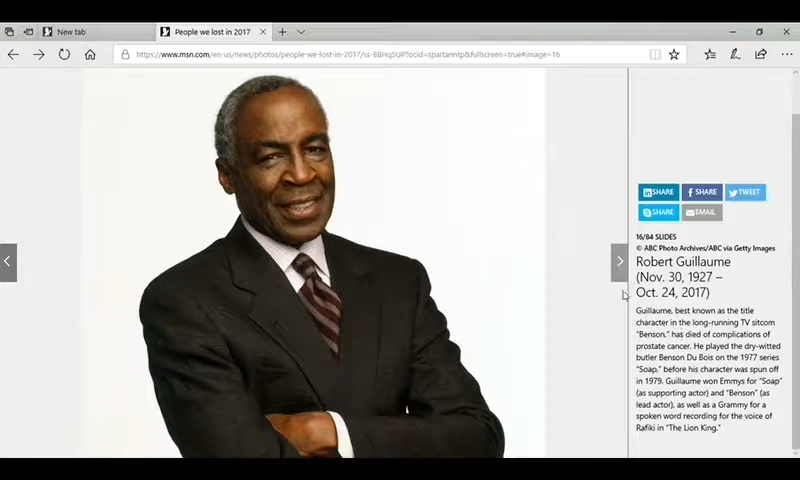 New tab
People we lost in 2017
https://www.msn.com/en-us/news/photos/people-we-lost-in-2017/ss-BBHq5UP?ocid=spartanntp&fullscreen=true#image=16
SHARE
SHARE
TWEET
SHARE
EMAIL
16/84 SLIDES
© ABC Photo Archives/ABC via Getty Images
Robert Guillaume
(Nov. 30, 1927 –
Oct. 24, 2017)
Guillaume, best known as the title
character in the long-running TV sitcom
"Benson," has died of complications of
prostate cancer. He played the dry-witted
butler Benson Du Bois on the 1977 series
"Soap," before his character was spun off
in 1979. Guillaume won Emmys for "Soap"
(as supporting actor) and "Benson" (as
lead actor), as well as a Grammy for a
spoken word recording for the voice of
Rafiki in "The Lion King."